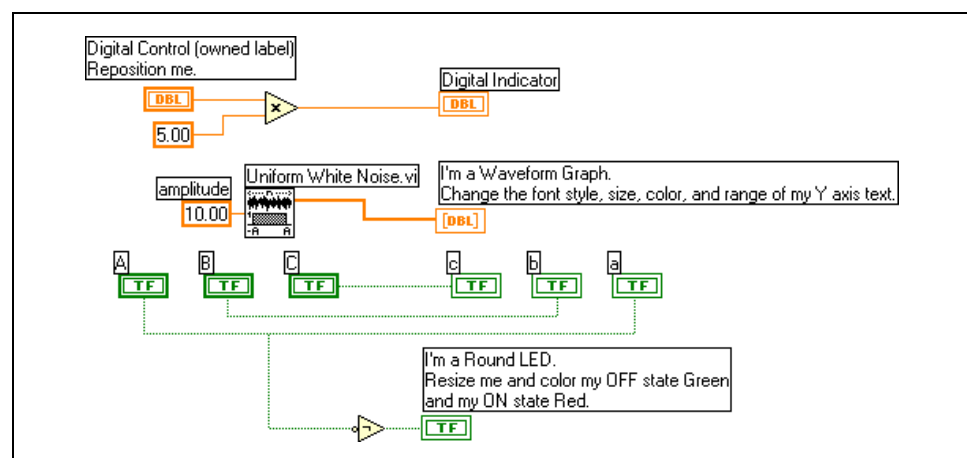 Digital Control (owned label)
Reposition me.
DBL
×
5.00
Digital Indicator
DBL
amplitude
10.00
Uniform White Noise.vi
1
-A A
I'm a Waveform Graph.
Change the font style, size, color, and range of my Y axis text.
[DBL]
A B C c b a
TF TF TF TF TF TF
I'm a Round LED.
Resize me and color my OFF state Green
and my ON state Red.
¬
TF